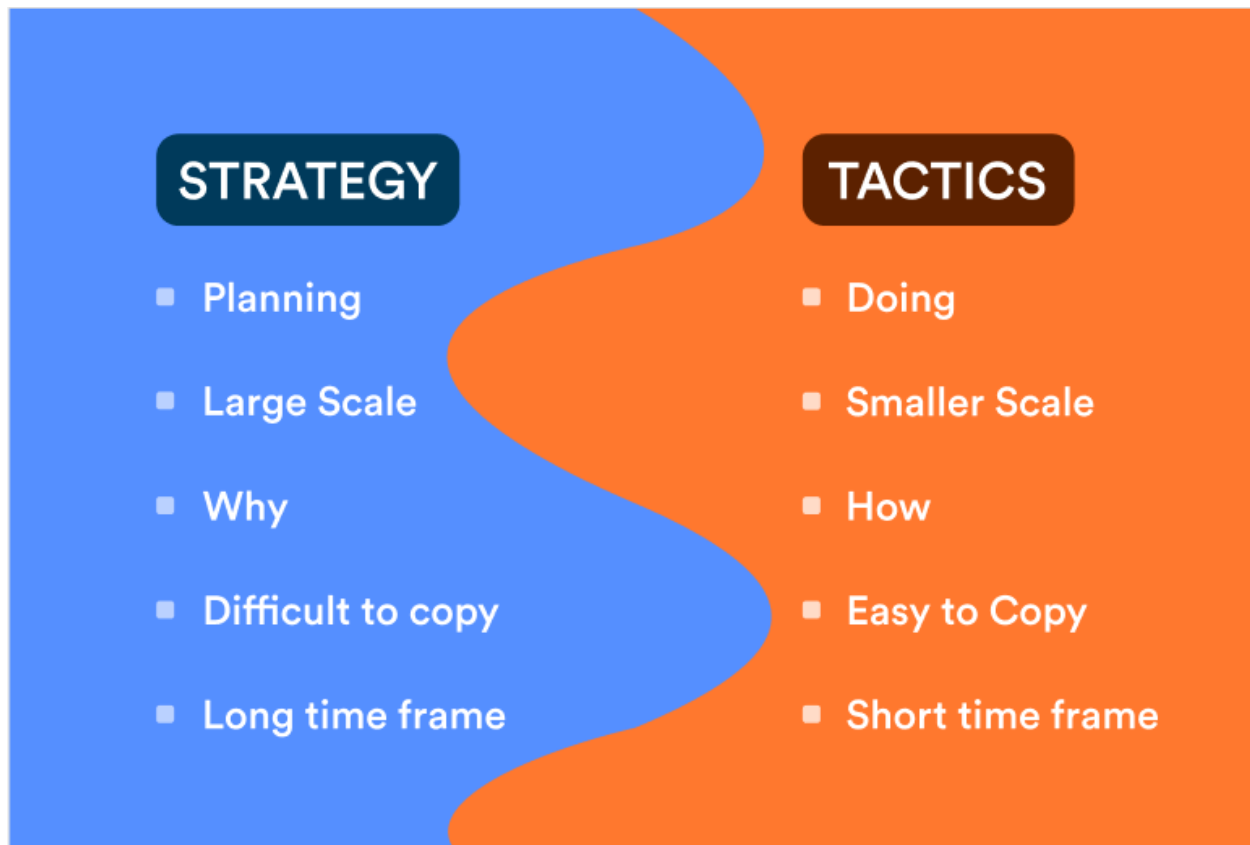 STRATEGY
Planning
Large Scale
Why
Difficult to copy
Long time frame
TACTICS
Doing
Smaller Scale
How
Easy to Copy
Short time frame